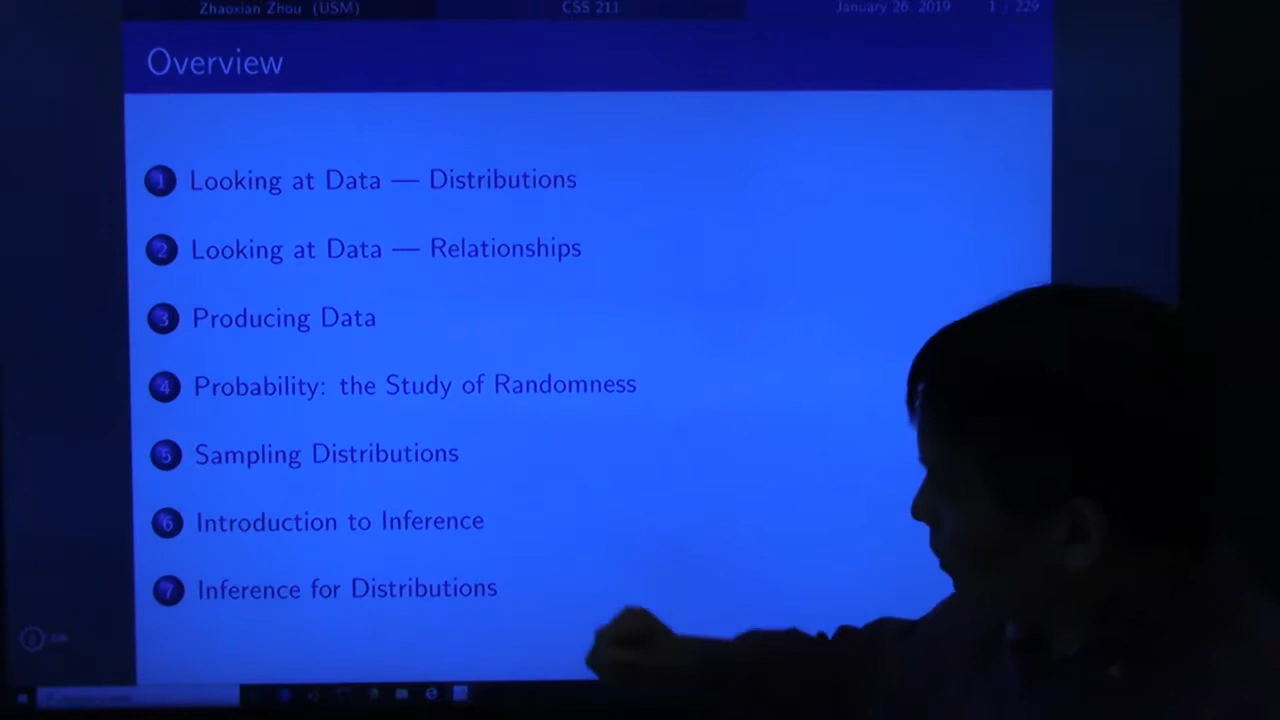 Zhaoxian Zhou (USM) CSS 211 January 26, 2019 1 / 229
Overview
1 Looking at Data — Distributions
2 Looking at Data — Relationships
3 Producing Data
4 Probability: the Study of Randomness
5 Sampling Distributions
6 Introduction to Inference
7 Inference for Distributions